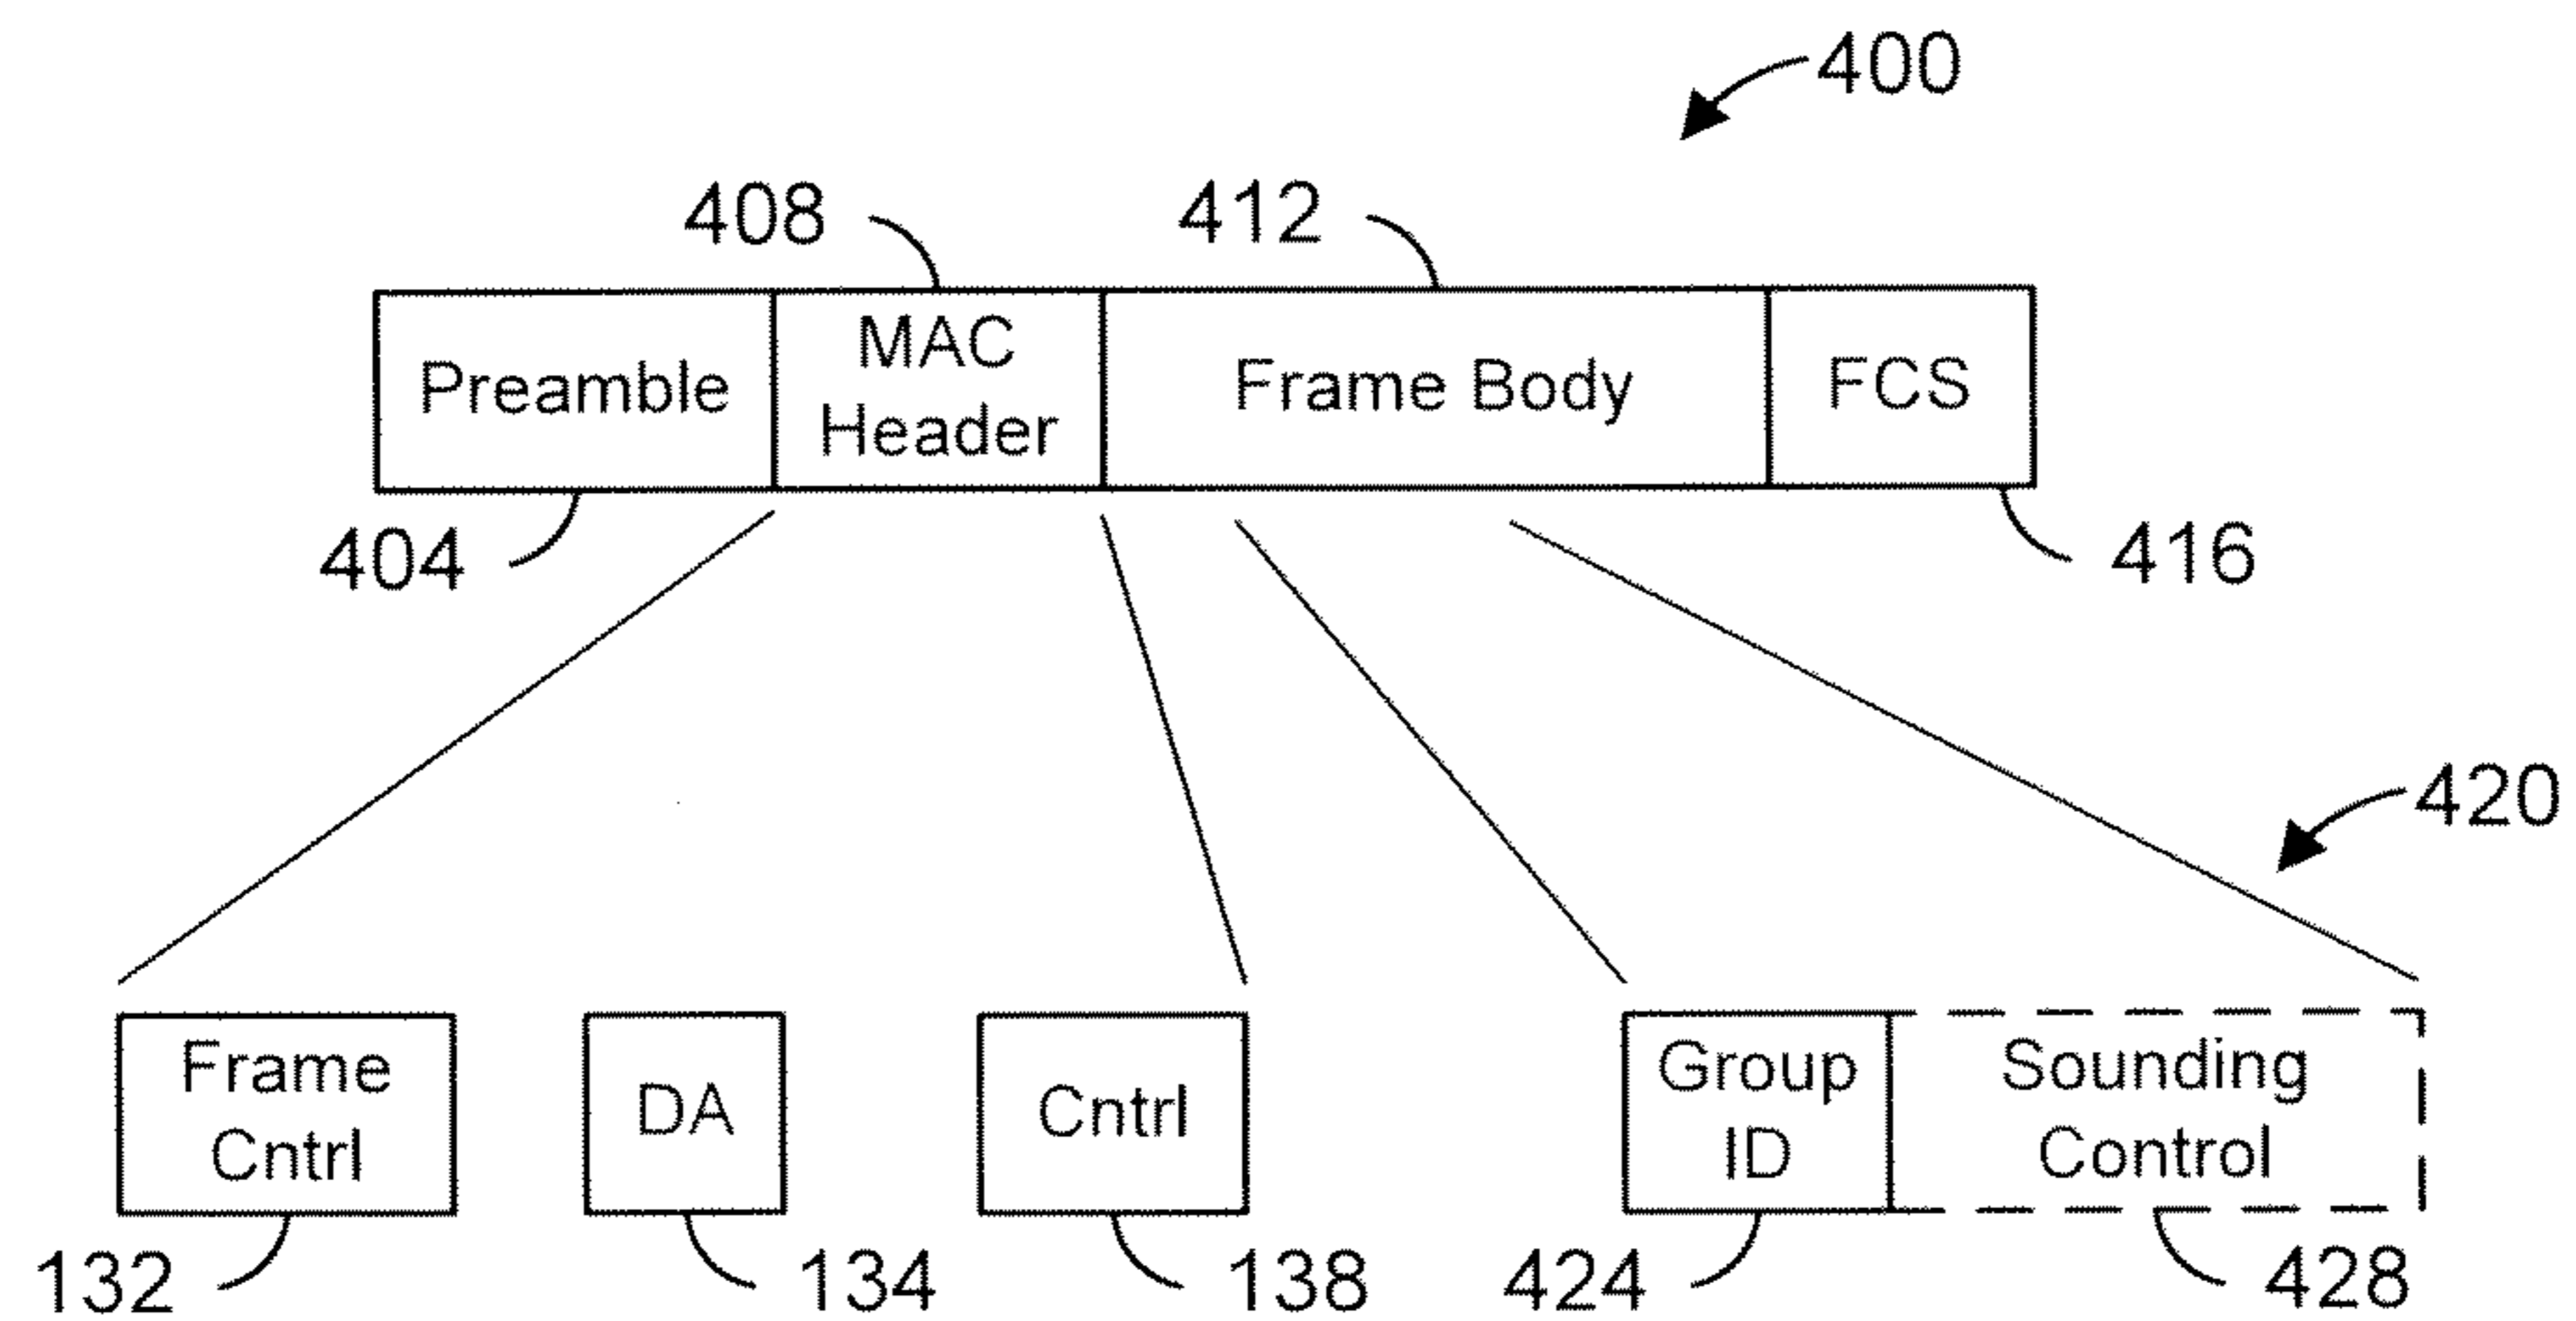 400
408
412
Preamble
MAC
Header
Frame Body
FCS
404
416
420
Frame
Cntrl
DA
Cntrl
Group
ID
Sounding
Control
132
134
138
424
428